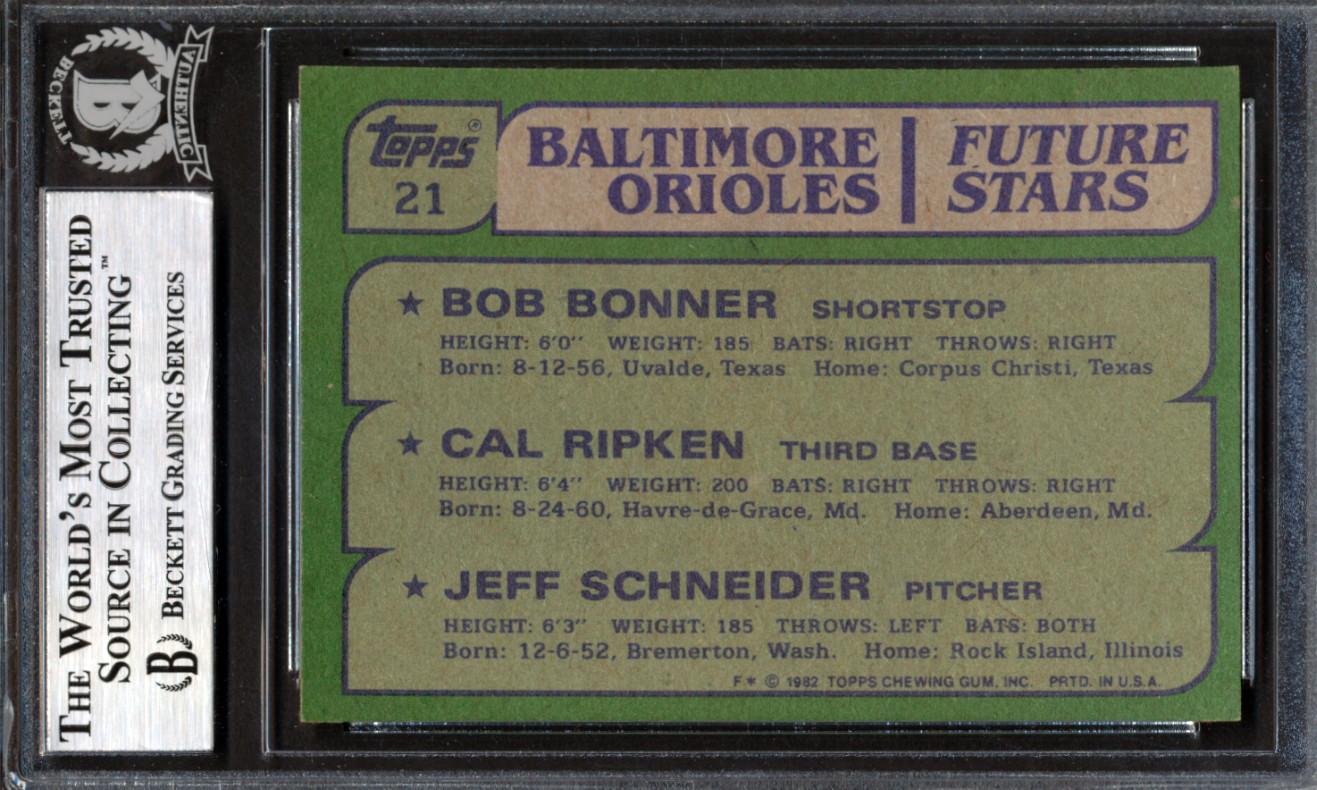 BECKETT AUTHENTIC
B
THE WORLD'S MOST TRUSTED
SOURCE IN COLLECTING™
B BECKETT GRADING SERVICES
topps®
21
BALTIMORE
ORIOLES
FUTURE
STARS
★ BOB BONNER SHORTSTOP
HEIGHT: 6'0'' WEIGHT: 185 BATS: RIGHT THROWS: RIGHT
Born: 8-12-56, Uvalde, Texas Home: Corpus Christi, Texas
★ CAL RIPKEN THIRD BASE
HEIGHT: 6'4'' WEIGHT: 200 BATS: RIGHT THROWS: RIGHT
Born: 8-24-60, Havre-de-Grace, Md. Home: Aberdeen, Md.
★ JEFF SCHNEIDER PITCHER
HEIGHT: 6'3'' WEIGHT: 185 THROWS: LEFT BATS: BOTH
Born: 12-6-52, Bremerton, Wash. Home: Rock Island, Illinois
F* © 1982 TOPPS CHEWING GUM, INC. PRTD. IN U.S.A.